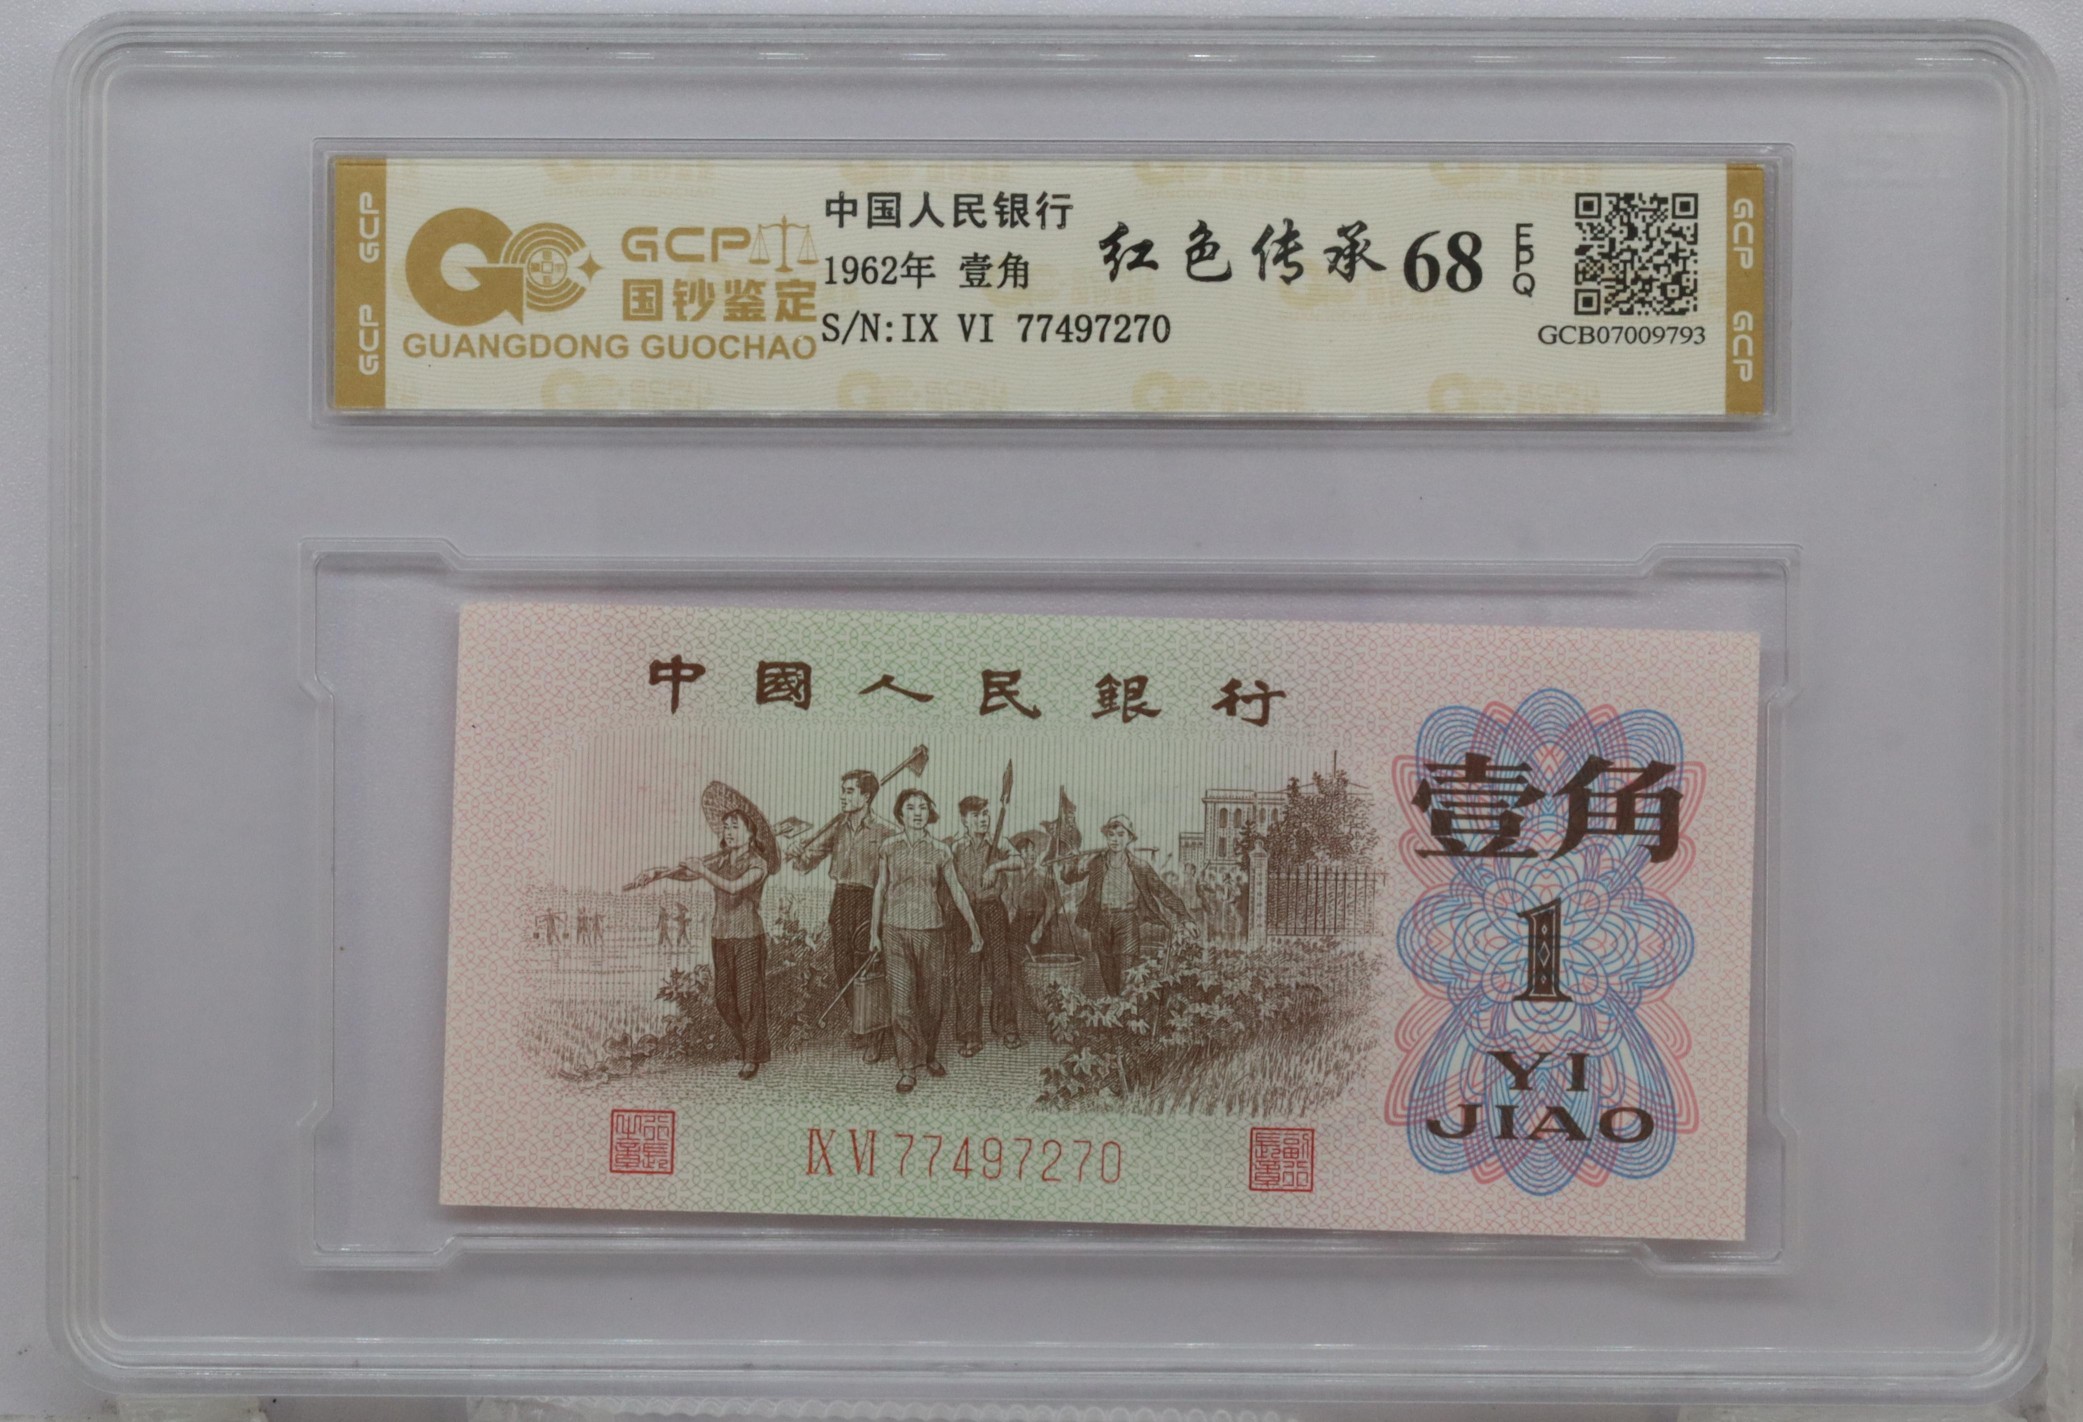 GCP
GCP
GCP
国钞鉴定
GUANGDONG GUOCHAO
中国人民银行
1962年 壹角
S/N:IX VI 77497270
红色传承 68
EPQ
GCB07009793
GCP
GCP
中國人民銀行
壹角
1
YI
JIAO
IX VI 77497270